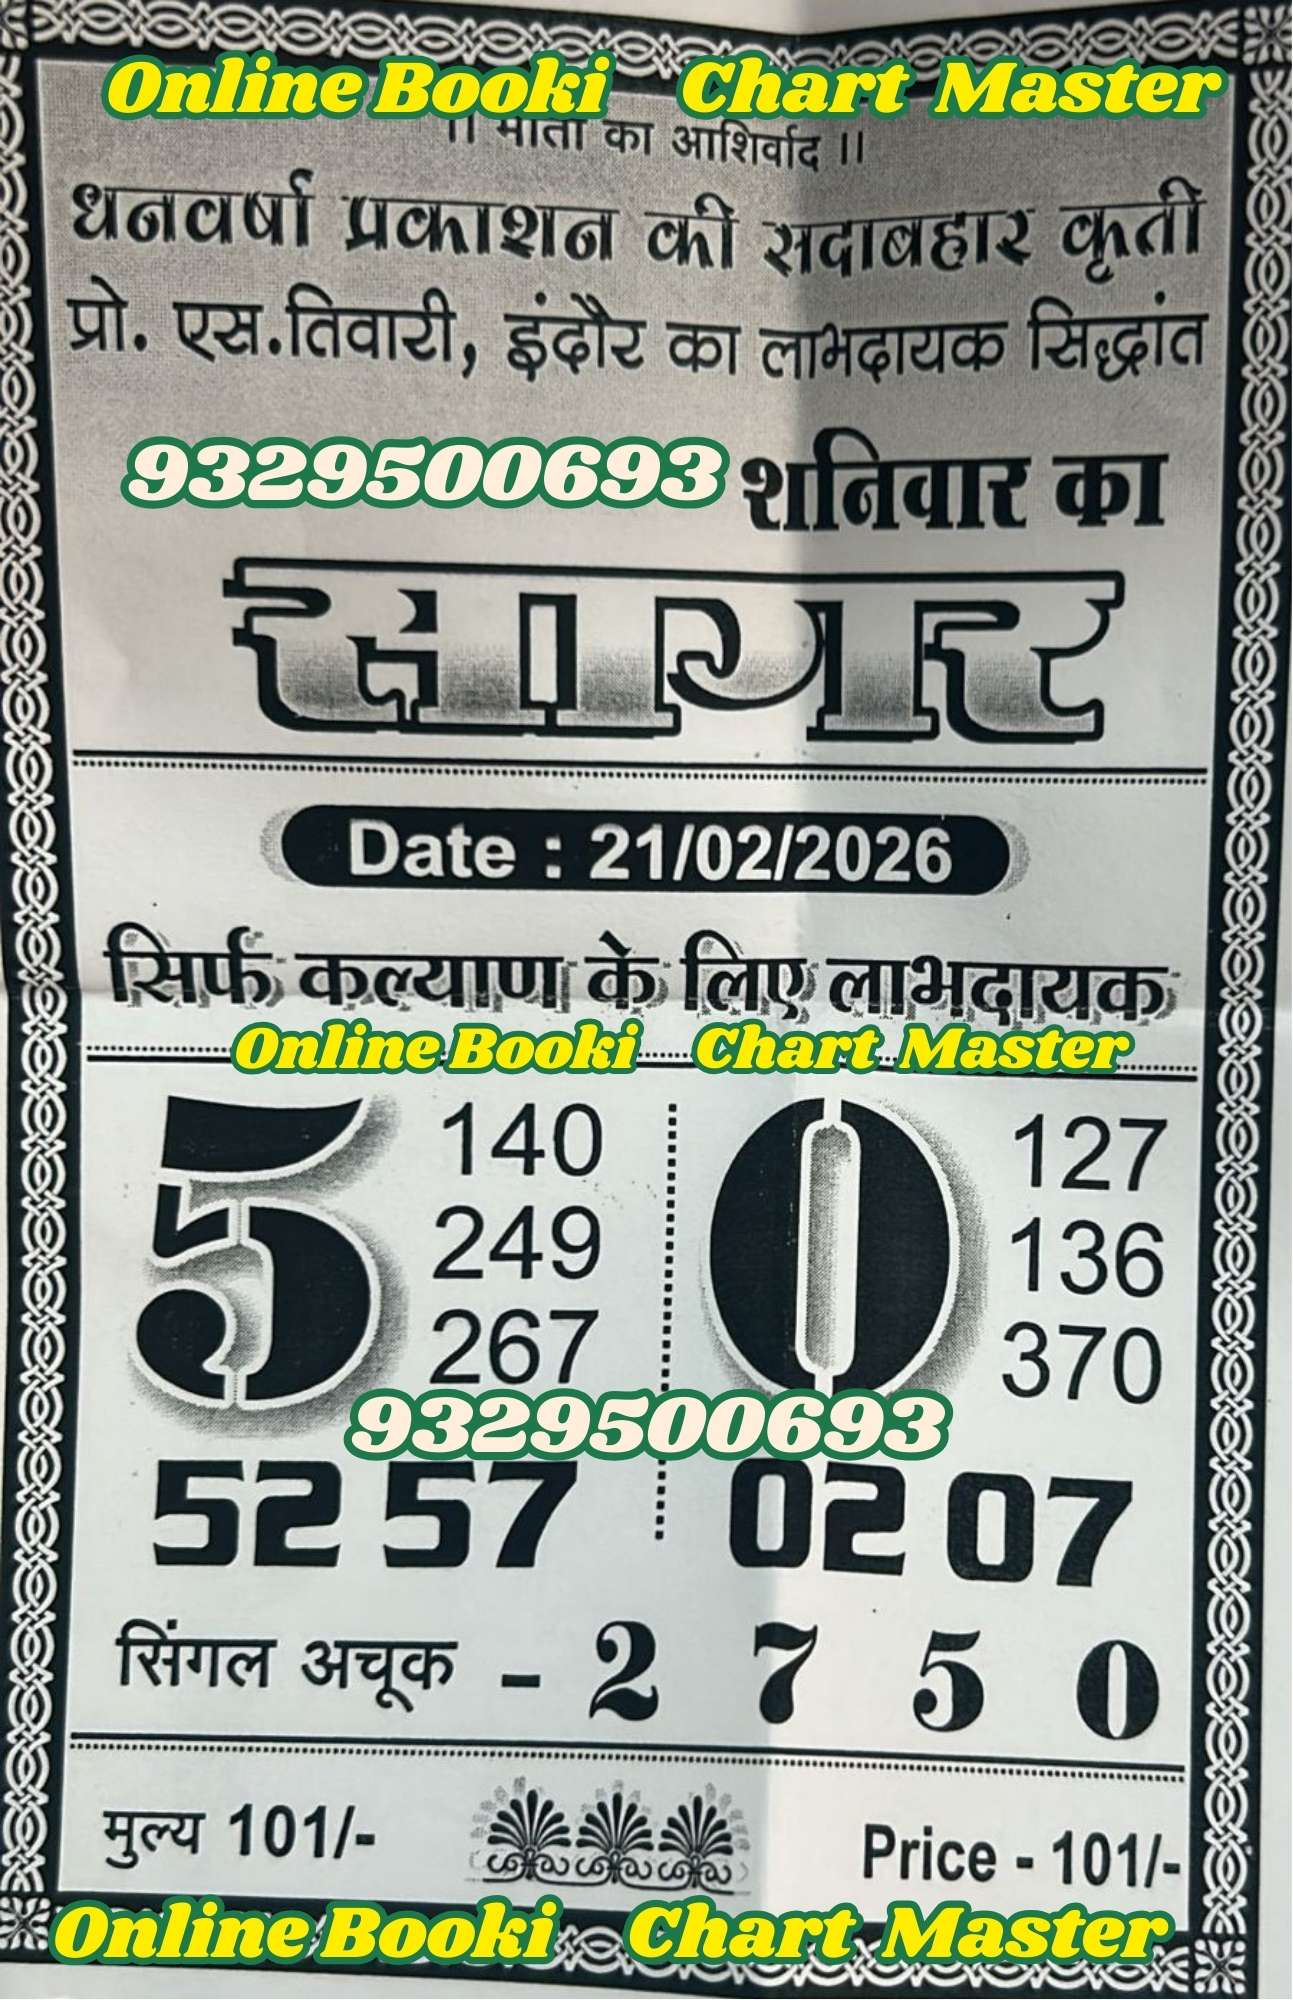 Online Booki Chart Master
।। माता का आशिर्वाद ।।
धनवर्षा प्रकाशन की सदाबहार कृती
प्रो. एस.तिवारी, इंदौर का लाभदायक सिद्धांत
9329500693 शनिवार का
सागर
Date : 21/02/2026
सिर्फ कल्याण के लिए लाभदायक
Online Booki Chart Master
5 140 0 127
249 136
267 370
9329500693
52 57 02 07
सिंगल अचूक - 2 7 5 0
मुल्य 101/- Price - 101/-
Online Booki Chart Master